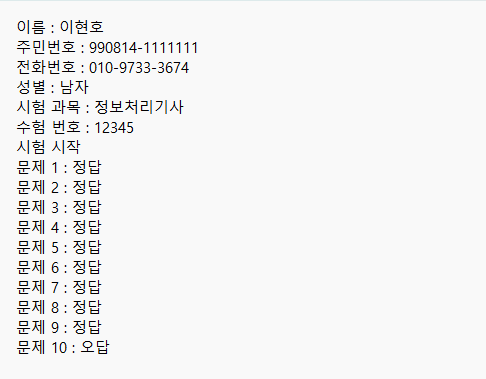 이름 : 이현호
주민번호 : 990814-1111111
전화번호 : 010-9733-3674
성별 : 남자
시험 과목 : 정보처리기사
수험 번호 : 12345
시험 시작
문제 1 : 정답
문제 2 : 정답
문제 3 : 정답
문제 4 : 정답
문제 5 : 정답
문제 6 : 정답
문제 7 : 정답
문제 8 : 정답
문제 9 : 정답
문제 10 : 오답